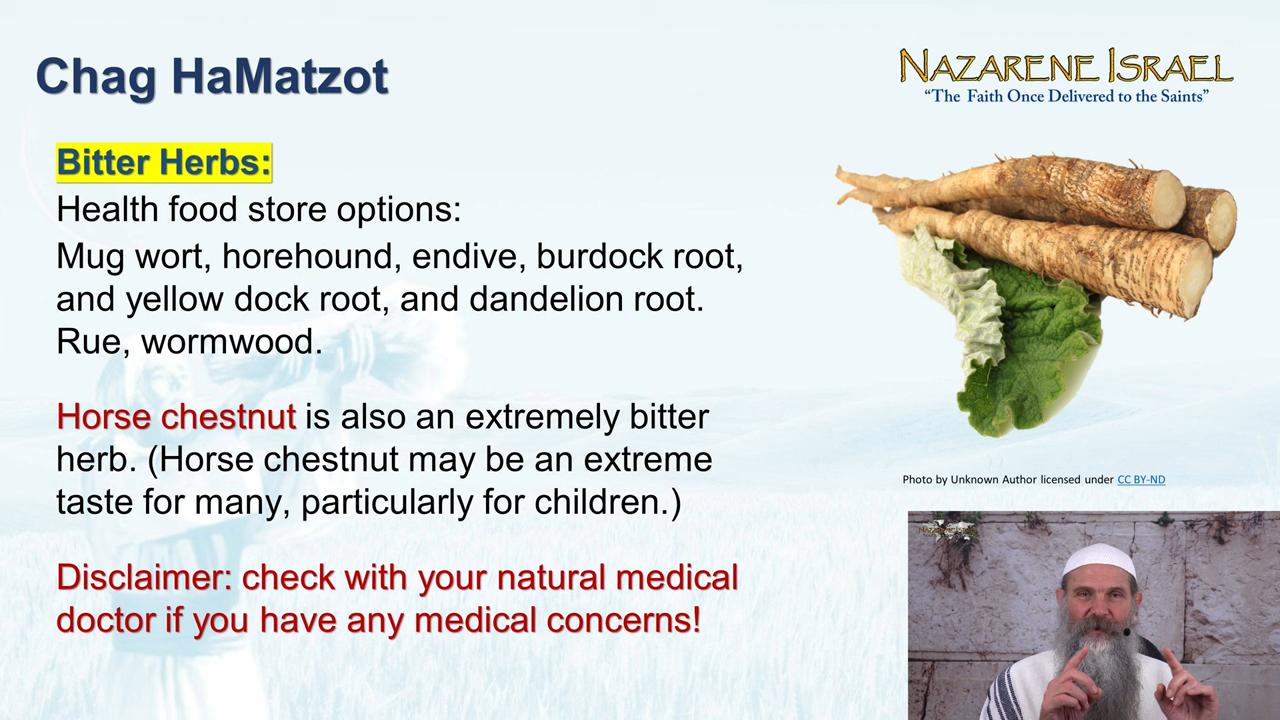 Chag HaMatzot
NAZARENE ISRAEL
“The Faith Once Delivered to the Saints”
Bitter Herbs:
Health food store options:
Mug wort, horehound, endive, burdock root,
and yellow dock root, and dandelion root.
Rue, wormwood.
Horse chestnut is also an extremely bitter
herb. (Horse chestnut may be an extreme
taste for many, particularly for children.)
Disclaimer: check with your natural medical
doctor if you have any medical concerns!
Photo by Unknown Author licensed under CC BY-ND